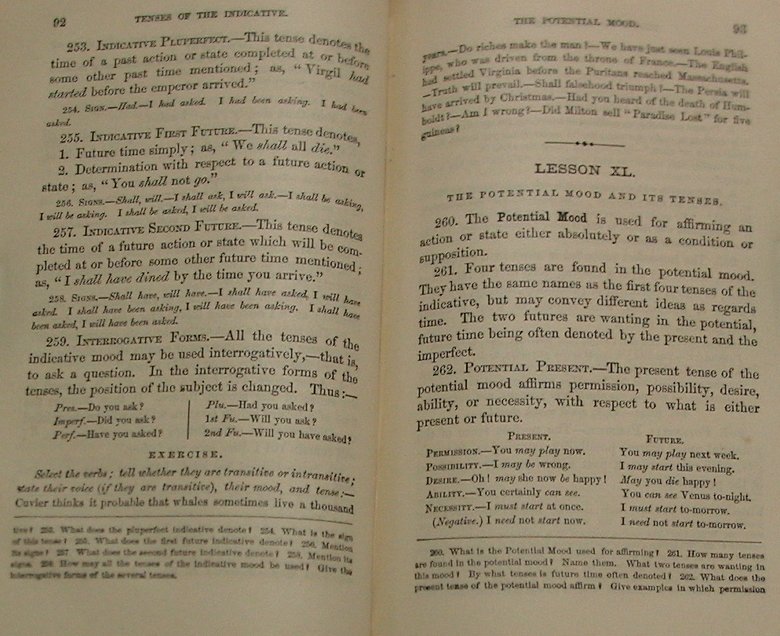 92 TENSES OF THE INDICATIVE.
253. INDICATIVE PLUPERFECT.—This tense denotes the
time of a past action or state completed at or before
some other past time mentioned; as, "Virgil had
started before the emperor arrived."
254. SIGN.—Had.—I had asked. I had been asking. I had been
asked.
255. INDICATIVE FIRST FUTURE.—This tense denotes,
1. Future time simply; as, "We shall all die."
2. Determination with respect to a future action or
state; as, "You shall not go."
256. SIGNS.—Shall, will.—I shall ask, I will ask.—I shall be asking,
I will be asking. I shall be asked, I will be asked.
257. INDICATIVE SECOND FUTURE.—This tense denotes
the time of a future action or state which will be com-
pleted at or before some other future time mentioned;
as, "I shall have dined by the time you arrive."
258. SIGNS.—Shall have, will have.—I shall have asked, I will have
asked. I shall have been asking, I will have been asking. I shall have
been asked, I will have been asked.
259. INTERROGATIVE FORMS.—All the tenses of the
indicative mood may be used interrogatively,—that is,
to ask a question. In the interrogative forms of the
tenses, the position of the subject is changed. Thus:—
Pres.—Do you ask? Plu.—Had you asked?
Imperf.—Did you ask? 1st Fu.—Will you ask?
Perf.—Have you asked? 2nd Fu.—Will you have asked?
EXERCISE.
Select the verbs; tell whether they are transitive or intransitive;
state their voice (if they are transitive), their mood, and tense:—
Cuvier thinks it probable that whales sometimes live a thousand
tive? 253. What does the pluperfect indicative denote? 254. What is the sign
of this tense? 255. What does the first future indicative denote? 256. Mention
its signs? 257. What does the second future indicative denote? 258. Mention its
signs. 259. How may all the tenses of the indicative mood be used? Give the
interrogative forms of the several tenses.
THE POTENTIAL MOOD. 93
years.—Do riches make the man?—We have just seen Louis Phil-
ippe, who was driven from the throne of France.—The English
had settled Virginia before the Puritans reached Massachusetts.
—Truth will prevail.—Shall falsehood triumph?—The Persia will
have arrived by Christmas.—Had you heard of the death of Hum-
boldt?—Am I wrong?—Did Milton sell "Paradise Lost" for five
guineas?
LESSON XL.
THE POTENTIAL MOOD AND ITS TENSES.
260. The Potential Mood is used for affirming an
action or state either absolutely or as a condition or
supposition.
261. Four tenses are found in the potential mood.
They have the same names as the first four tenses of the
indicative, but may convey different ideas as regards
time. The two futures are wanting in the potential,
future time being often denoted by the present and the
imperfect.
262. POTENTIAL PRESENT.—The present tense of the
potential mood affirms permission, possibility, desire,
ability, or necessity, with respect to what is either
present or future.
PRESENT. FUTURE.
PERMISSION.—You may play now. You may play next week.
POSSIBILITY.—I may be wrong. I may start this evening.
DESIRE.—Oh! may she now be happy! May you die happy!
ABILITY.—You certainly can see. You can see Venus to-night.
NECESSITY.—I must start at once. I must start to-morrow.
(Negative.) I need not start now. I need not start to-morrow.
260. What is the Potential Mood used for affirming? 261. How many tenses
are found in the potential mood? Name them. What two tenses are wanting in
this mood? By what tenses is future time often denoted? 262. What does the
present tense of the potential mood affirm? Give examples in which permission